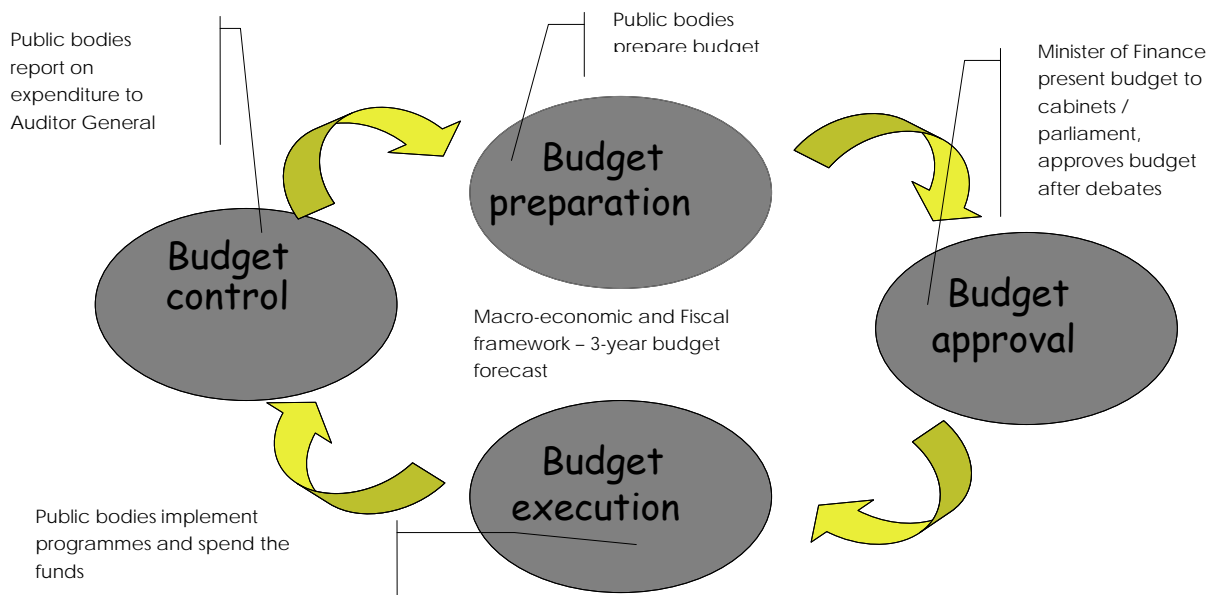 Public bodies
report on
expenditure to
Auditor General
Public bodies
prepare budget
Minister of Finance
present budget to
cabinets /
parliament,
approves budget
after debates
Budget
preparation
Budget
control
Budget
approval
Macro-economic and Fiscal
framework – 3-year budget
forecast
Budget
execution
Public bodies implement
programmes and spend the
funds